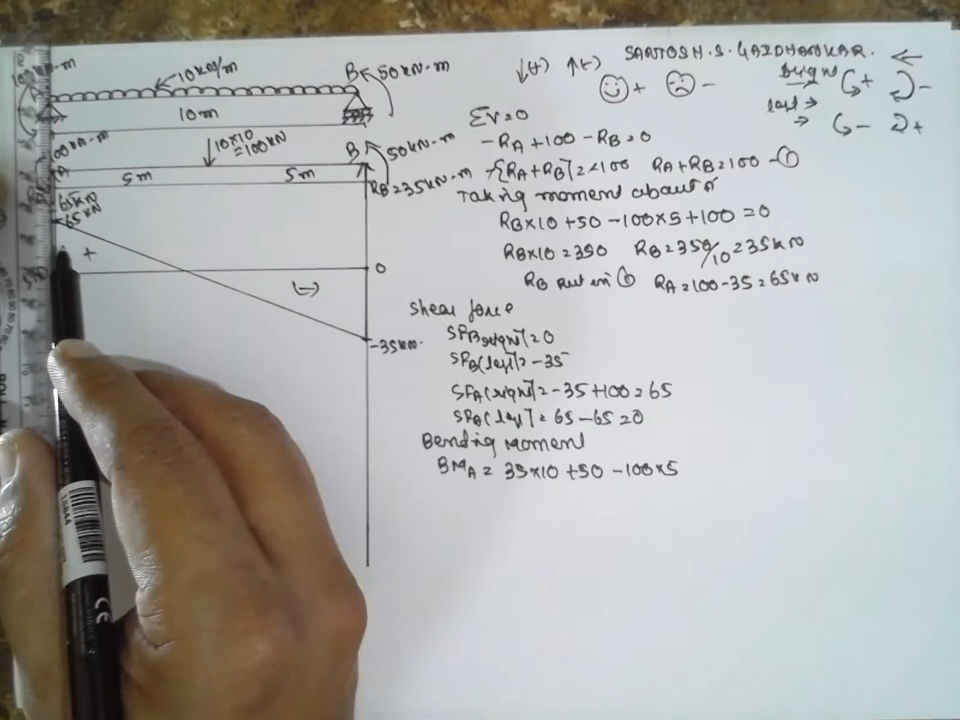 SANTOSH.S.GAIDHANKAR. ←
↓(+) ↑(-) + - Right + -
left → - +
10kN/m B 50kN-m
10m
ΣV=0
-RA+100-RB=0
-{RA+RB}=-100 RA+RB=100-①
Taking moment about A
RB×10+50-100×5+100=0
RB×10=350 RB=350/10=35kN
RB put in ① RA=100-35=65kN
10×10
=100kN
B 50kN-m
A
5m 5m
RB=35kN-m
65kN
65kN
+
0
(-)
-35kN.
Shear force
SFB(right)=0
SFB(left)=-35
SFA(right)=-35+100=65
SFA(left)=65-65=0
Bending moment
BMA=35×10+50-100×5
10844
CE